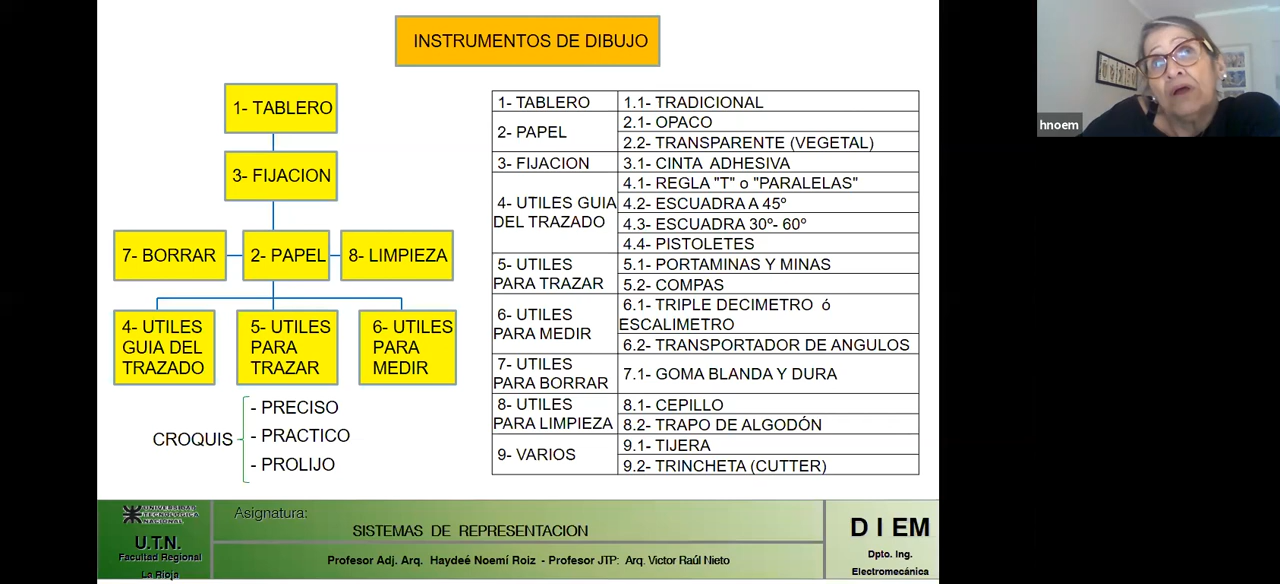 INSTRUMENTOS DE DIBUJO
1- TABLERO
3- FIJACION
7- BORRAR
2- PAPEL
8- LIMPIEZA
4- UTILES
GUIA DEL
TRAZADO
5- UTILES
PARA
TRAZAR
6- UTILES
PARA
MEDIR
CROQUIS
- PRECISO
- PRACTICO
- PROLIJO
1- TABLERO
1.1- TRADICIONAL
2- PAPEL
2.1- OPACO
2.2- TRANSPARENTE (VEGETAL)
3- FIJACION
3.1- CINTA ADHESIVA
4- UTILES GUIA
DEL TRAZADO
4.1- REGLA "T" o "PARALELAS"
4.2- ESCUADRA A 45º
4.3- ESCUADRA 30º- 60º
4.4- PISTOLETES
5- UTILES
PARA TRAZAR
5.1- PORTAMINAS Y MINAS
5.2- COMPAS
6- UTILES
PARA MEDIR
6.1- TRIPLE DECIMETRO ó
ESCALIMETRO
6.2- TRANSPORTADOR DE ANGULOS
7- UTILES
PARA BORRAR
7.1- GOMA BLANDA Y DURA
8- UTILES
PARA LIMPIEZA
8.1- CEPILLO
8.2- TRAPO DE ALGODÓN
9- VARIOS
9.1- TIJERA
9.2- TRINCHETA (CUTTER)
UNIVERSIDAD
TECNOLOGICA
NACIONAL
U.T.N.
Facultad Regional
La Rioja
Asignatura:
SISTEMAS DE REPRESENTACION
Profesor Adj. Arq. Haydeé Noemí Roiz - Profesor JTP: Arq. Victor Raúl Nieto
D I EM
Dpto. Ing.
Electromecánica
hnoem